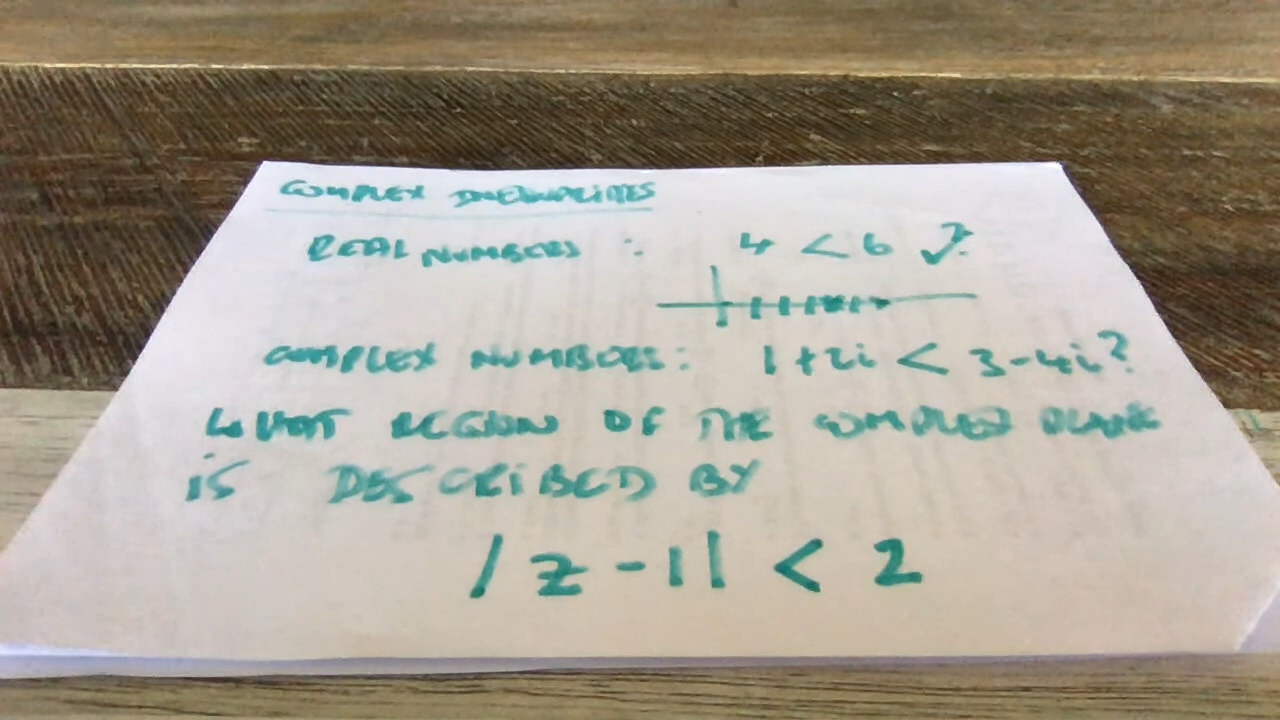 COMPLEX INEQUALITIES
REAL NUMBERS : 4 < 6 ✓?
COMPLEX NUMBERS: 1+2i < 3-4i?
WHAT REGION OF THE COMPLEX PLANE
is DESCRiBED BY
|z-1| < 2